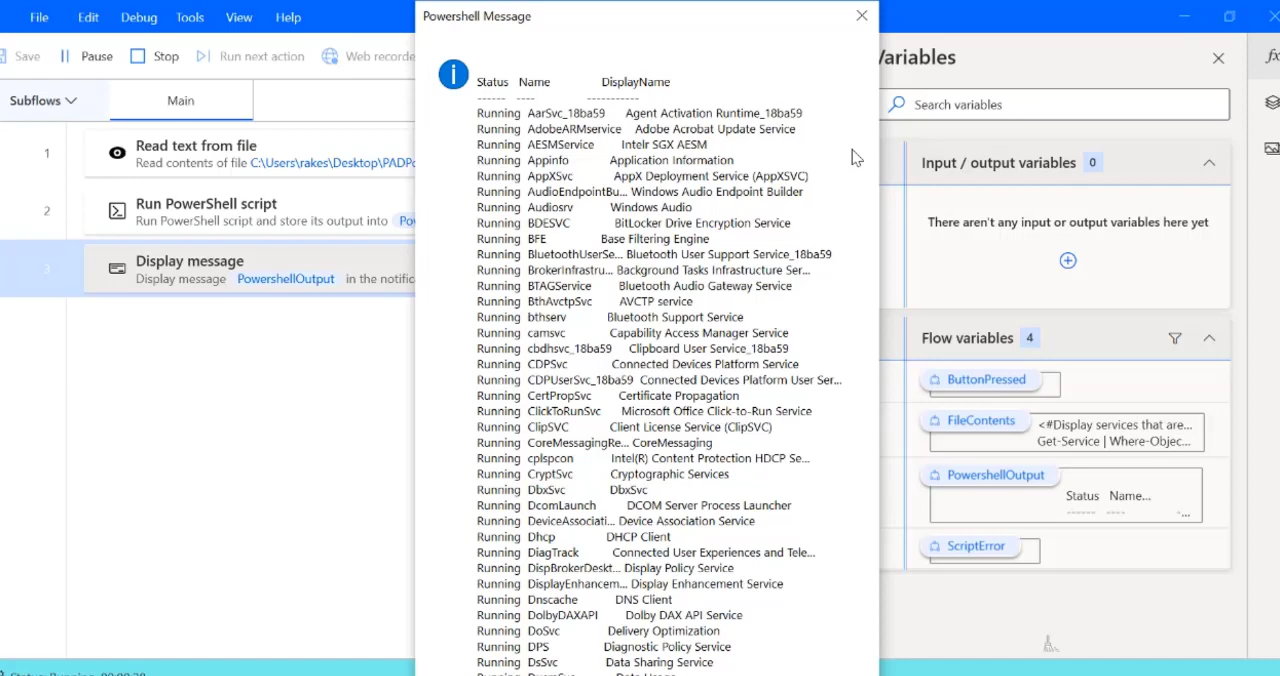 File Edit Debug Tools View Help
Save Pause Stop Run next action Web recorde
Subflows Main
1 Read text from file
Read contents of file C:\Users\rakes\Desktop\PADPo
2 Run PowerShell script
Run PowerShell script and store its output into Pow
3 Display message
Display message PowershellOutput in the notific
Powershell Message
Status Name DisplayName
------ ---- -----------
Running AarSvc_18ba59 Agent Activation Runtime_18ba59
Running AdobeARMservice Adobe Acrobat Update Service
Running AESMService Intelr SGX AESM
Running Appinfo Application Information
Running AppXSvc AppX Deployment Service (AppXSVC)
Running AudioEndpointBu... Windows Audio Endpoint Builder
Running Audiosrv Windows Audio
Running BDESVC BitLocker Drive Encryption Service
Running BFE Base Filtering Engine
Running BluetoothUserSe... Bluetooth User Support Service_18ba59
Running BrokerInfrastru... Background Tasks Infrastructure Ser...
Running BTAGService Bluetooth Audio Gateway Service
Running BthAvctpSvc AVCTP service
Running bthserv Bluetooth Support Service
Running camsvc Capability Access Manager Service
Running cbdhsvc_18ba59 Clipboard User Service_18ba59
Running CDPSvc Connected Devices Platform Service
Running CDPUserSvc_18ba59 Connected Devices Platform User Ser...
Running CertPropSvc Certificate Propagation
Running ClickToRunSvc Microsoft Office Click-to-Run Service
Running ClipSVC Client License Service (ClipSVC)
Running CoreMessagingRe... CoreMessaging
Running cplspcon Intel(R) Content Protection HDCP Se...
Running CryptSvc Cryptographic Services
Running DbxSvc DbxSvc
Running DcomLaunch DCOM Server Process Launcher
Running DeviceAssociati... Device Association Service
Running Dhcp DHCP Client
Running DiagTrack Connected User Experiences and Tele...
Running DispBrokerDeskt... Display Policy Service
Running DisplayEnhancem... Display Enhancement Service
Running Dnscache DNS Client
Running DolbyDAXAPI Dolby DAX API Service
Running DoSvc Delivery Optimization
Running DPS Diagnostic Policy Service
Running DsSvc Data Sharing Service
Variables
Search variables
Input / output variables 0
There aren't any input or output variables here yet
Flow variables 4
ButtonPressed
FileContents <#Display services that are...
Get-Service | Where-Objec...
PowershellOutput
Status Name...
------ ---- -...
ScriptError
fx